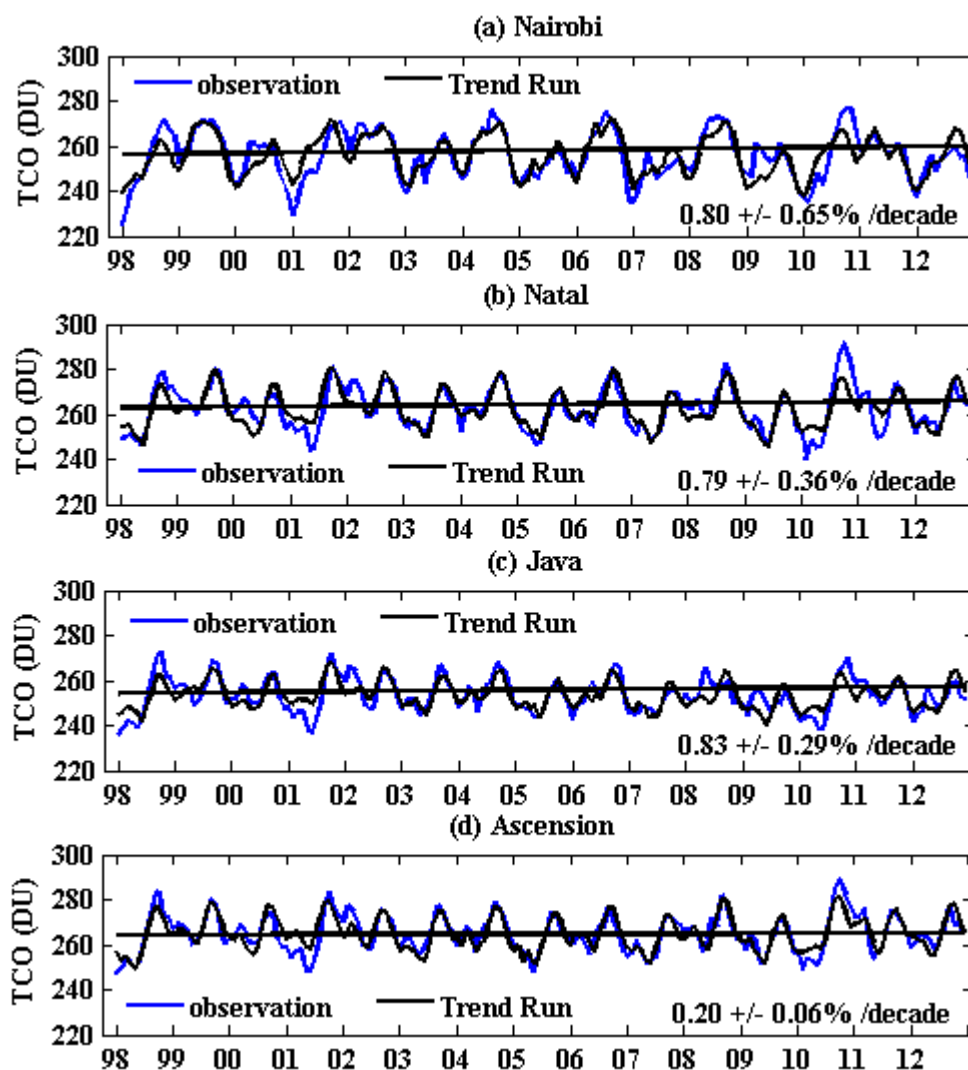 (a) Nairobi
300
280
260
240
220
TCO (DU)
observation Trend Run
0.80 +/- 0.65% /decade
98 99 00 01 02 03 04 05 06 07 08 09 10 11 12
(b) Natal
300
280
260
240
220
TCO (DU)
observation Trend Run
0.79 +/- 0.36% /decade
98 99 00 01 02 03 04 05 06 07 08 09 10 11 12
(c) Java
300
280
260
240
220
TCO (DU)
observation Trend Run
0.83 +/- 0.29% /decade
98 99 00 01 02 03 04 05 06 07 08 09 10 11 12
(d) Ascension
300
280
260
240
220
TCO (DU)
observation Trend Run
0.20 +/- 0.06% /decade
98 99 00 01 02 03 04 05 06 07 08 09 10 11 12